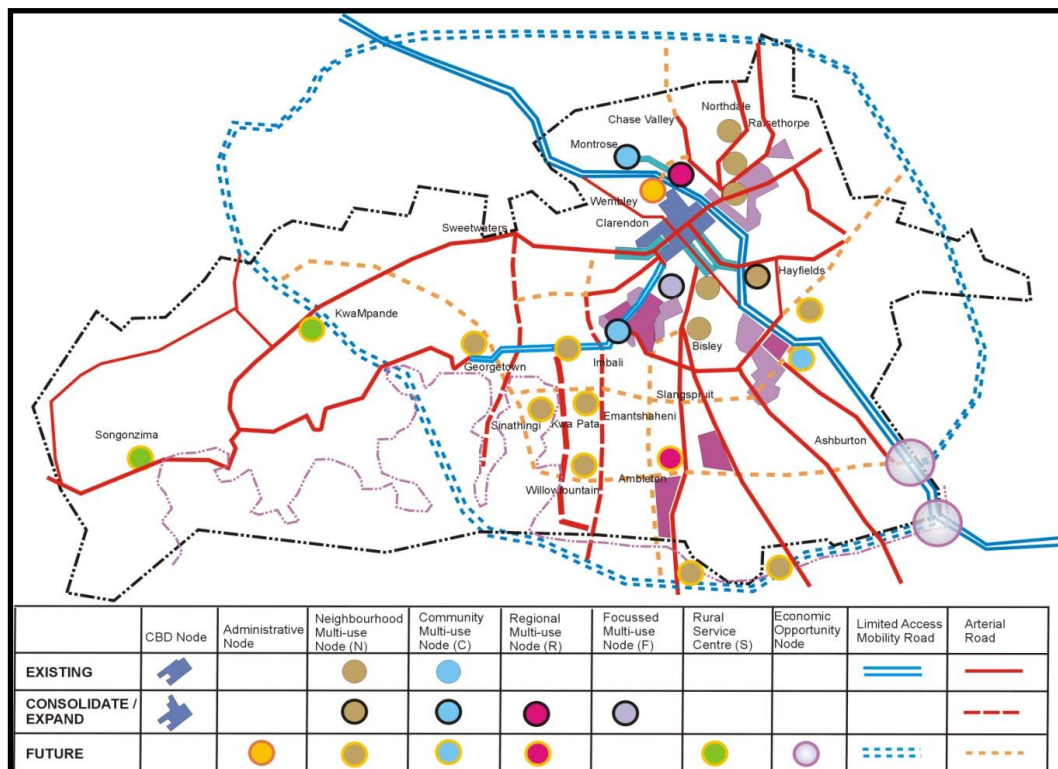 Northdale
Raisethorpe
Chase Valley
Montrose
Wembley
Clarendon
Sweetwaters
Hayfields
KwaMpande
Georgetown
Imbali
Bisley
Slangspruit
Sinathingi
Kwa Pata
Emantshaheni
Songonzima
Ashburton
Willowfountain
Ambleton
CBD Node
Administrative
Node
Neighbourhood
Multi-use
Node (N)
Community
Multi-use
Node (C)
Regional
Multi-use
Node (R)
Focussed
Multi-use
Node (F)
Rural
Service
Centre (S)
Economic
Opportunity
Node
Limited Access
Mobility Road
Arterial
Road
EXISTING
CONSOLIDATE /
EXPAND
FUTURE